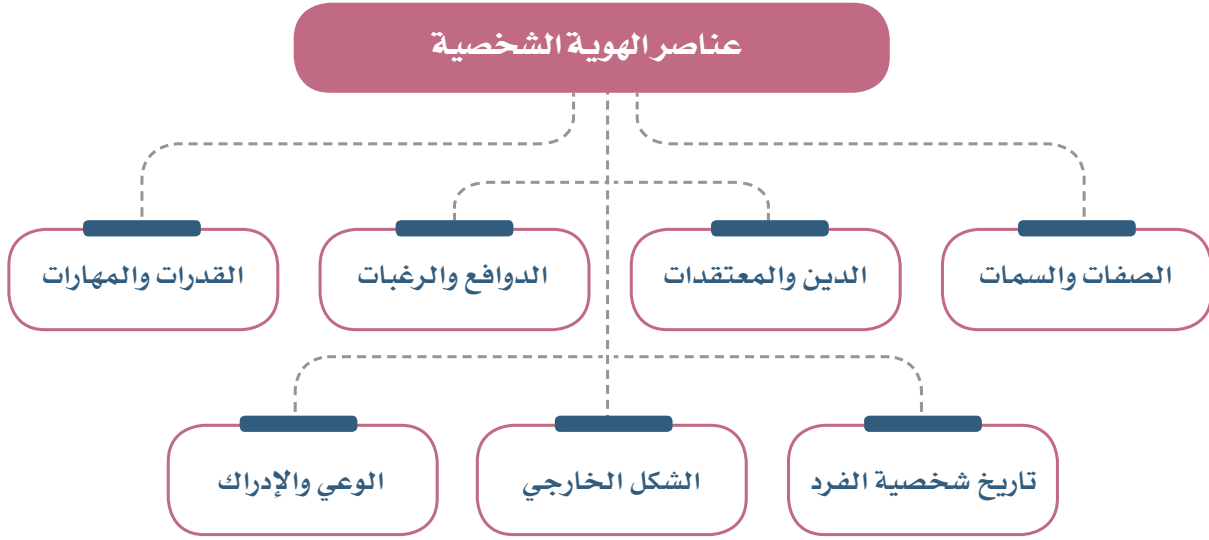 عناصر الهوية الشخصية
الصفات والسمات
الدين والمعتقدات
الدوافع والرغبات
القدرات والمهارات
تاريخ شخصية الفرد
الشكل الخارجي
الوعي والإدراك